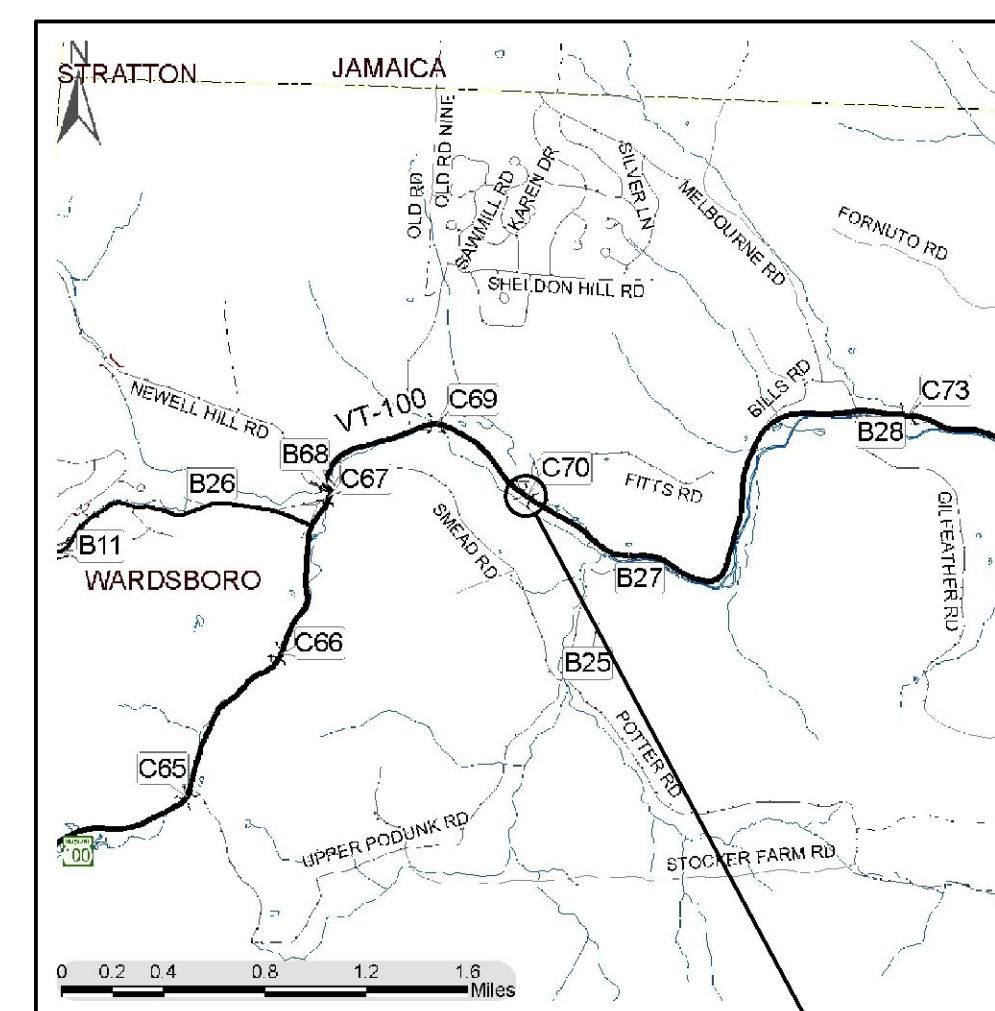 N
STRATTON
JAMAICA
OLD RD NINE
OLD RD
SAWMILL RD
KAREN DR
SILVER LN
MELBOURNE RD
FORNUTO RD
SHELDON HILL RD
NEWELL HILL RD
VT-100
C69
BILLS RD
C73
B28
B68
C67
C70
B26
FITTS RD
SMEAD RD
GILFEATHER RD
B11
WARDSBORO
B27
C66
B25
POTTER RD
C65
UPPER PODUNK RD
STOCKER FARM RD
0 0.2 0.4 0.8 1.2 1.6
Miles